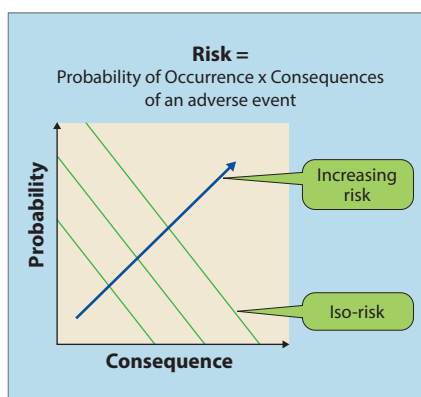 Risk =
Probability of Occurrence x Consequences
of an adverse event
Probability
Increasing
risk
Iso-risk
Consequence